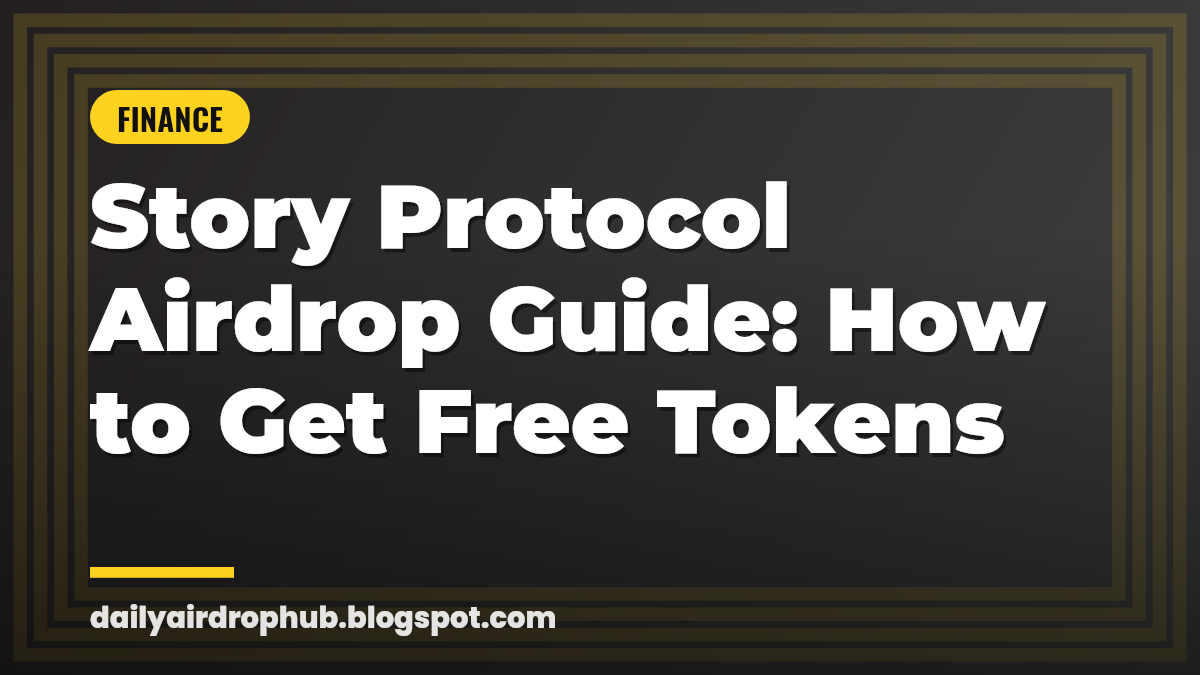 FINANCE
Story Protocol
Airdrop Guide: How
to Get Free Tokens
dailyairdrophub.blogspot.com